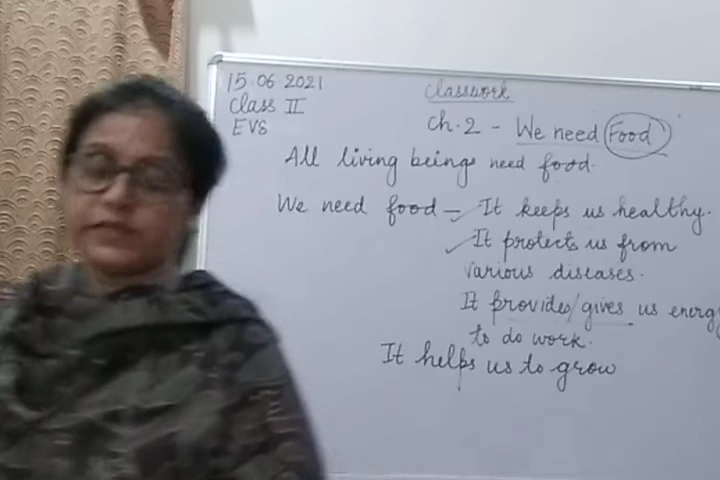 15.06.2021
Class II
EVS
Classwork
Ch.2 - We need Food
All living beings need food.
We need food - It keeps us healthy.
It protects us from
various diseases.
It provides/gives us energy
to do work.
It helps us to grow